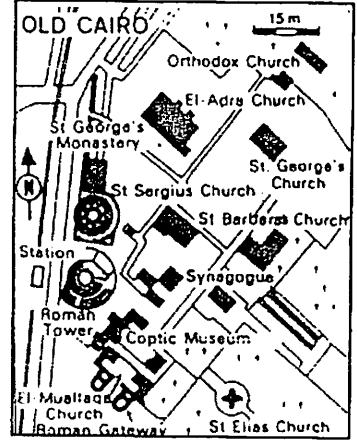 OLD CAIRO
15 m
Orthodox Church
El-Adra Church
St George's
Monastery
St. George's
Church
St Sergius Church
St Barbaras Church
Station
Synagogue
Roman
Tower
Coptic Museum
El-Muallaqa
Church
Roman Gateway
St Elias Church
N